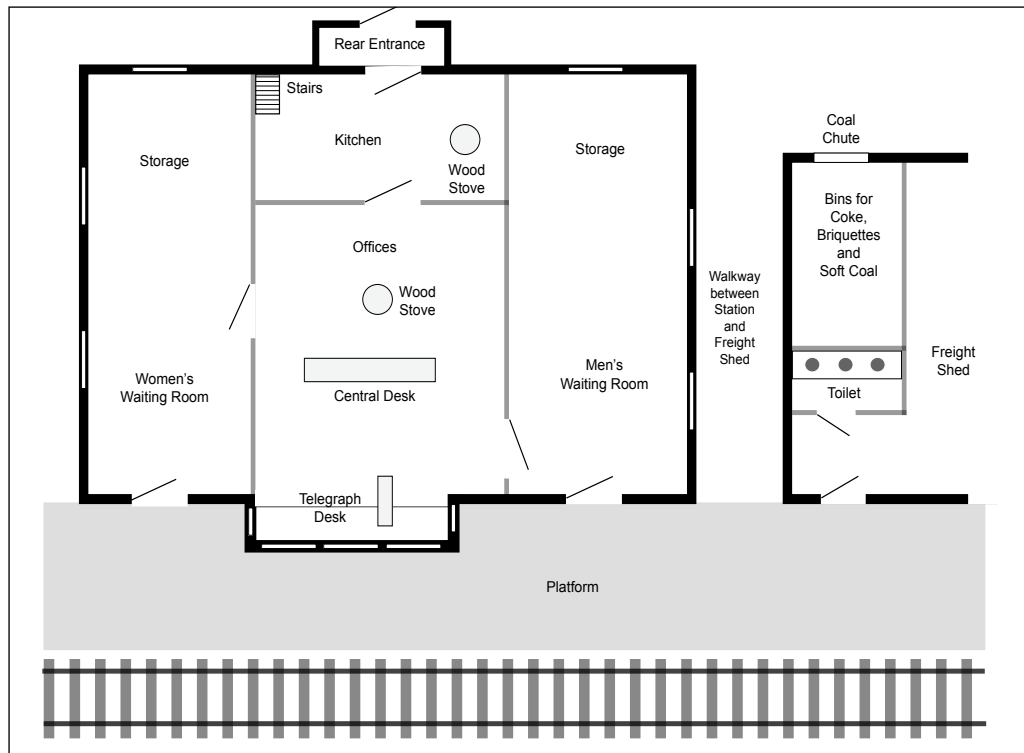 Rear Entrance
Stairs
Kitchen
Wood
Stove
Storage
Storage
Offices
Wood
Stove
Central Desk
Women's
Waiting Room
Men's
Waiting Room
Telegraph
Desk
Walkway
between
Station
and
Freight
Shed
Coal
Chute
Bins for
Coke,
Briquettes
and
Soft Coal
Toilet
Freight
Shed
Platform